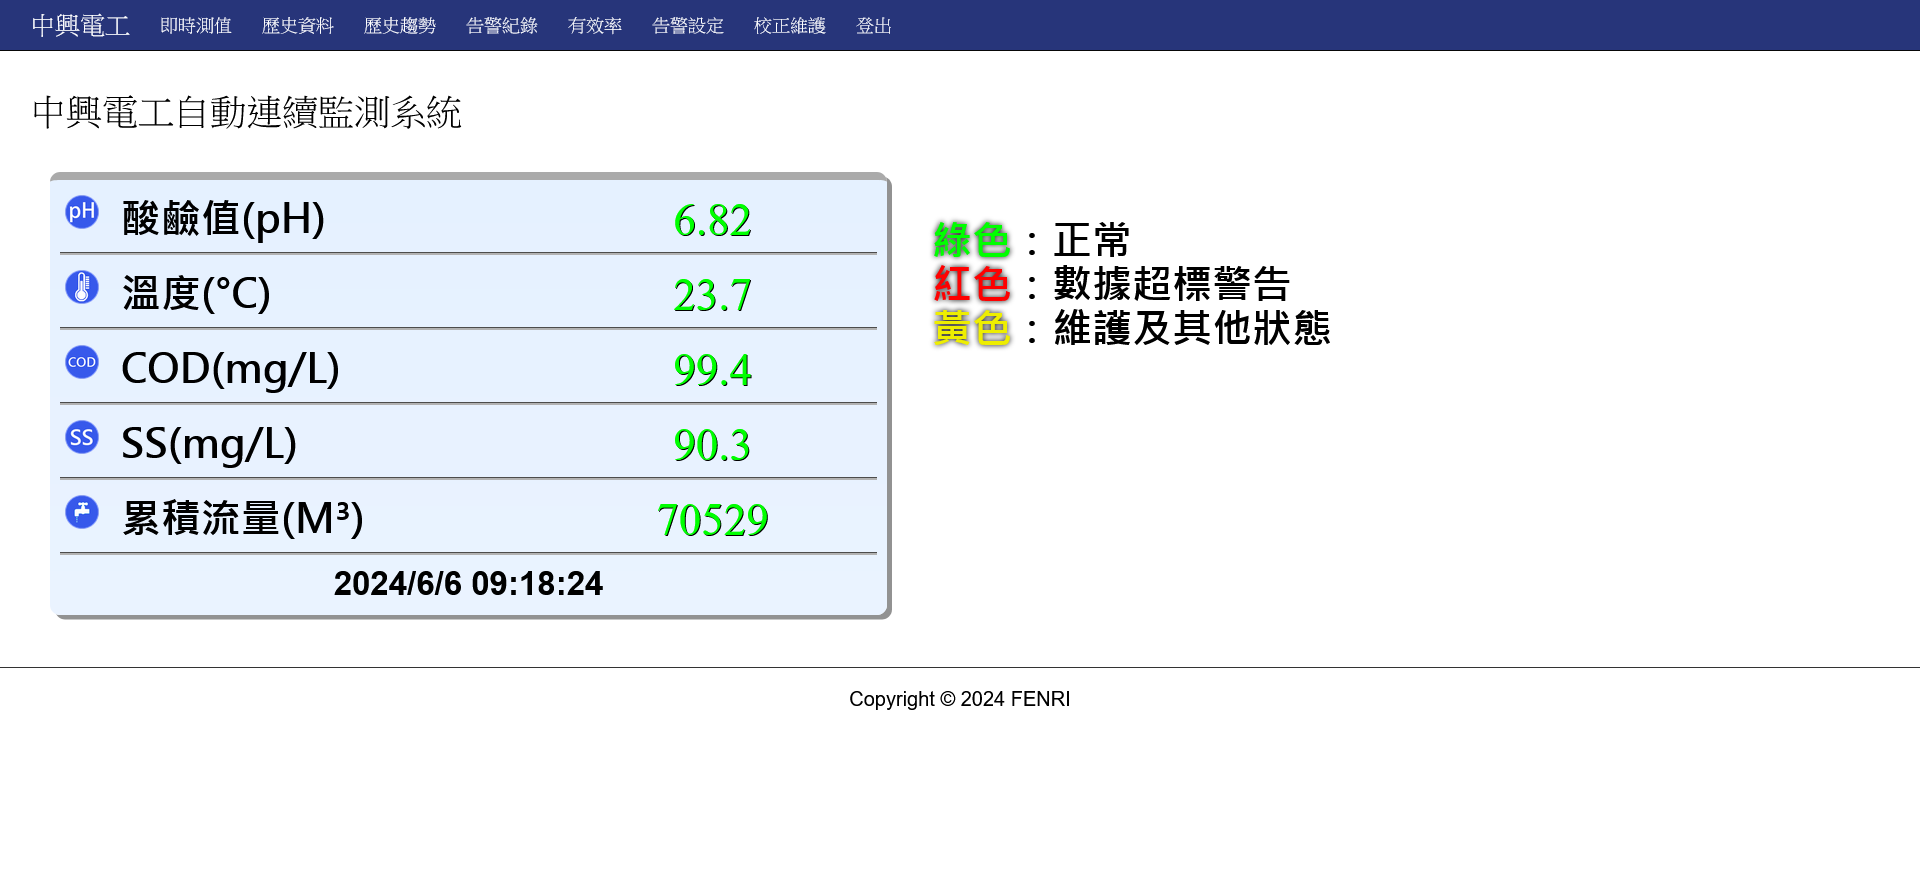 中興電工 即時測值 歷史資料 歷史趨勢 告警紀錄 有效率 告警設定 校正維護 登出
中興電工自動連續監測系統
pH 酸鹼值(pH) 6.82
溫度(°C) 23.7
COD COD(mg/L) 99.4
SS SS(mg/L) 90.3
累積流量(M³) 70529
2024/6/6 09:18:24
綠色：正常
紅色：數據超標警告
黃色：維護及其他狀態
Copyright © 2024 FENRI